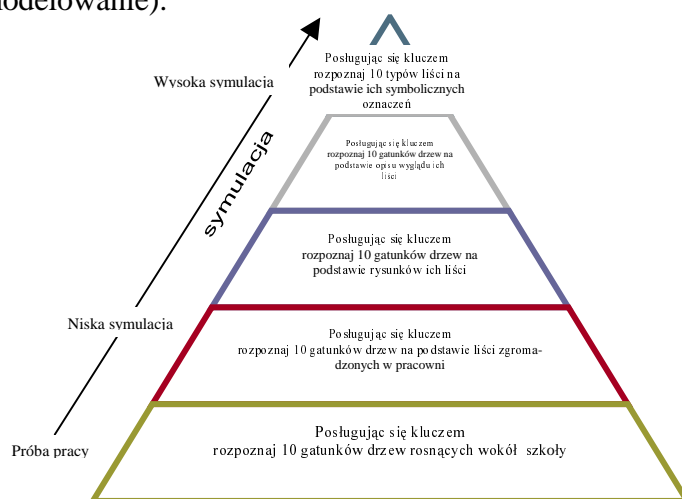 modelowanie).
Wysoka symulacja
symulacja
Niska symulacja
Próba pracy
Posługując się kluczem
rozpoznaj 10 typów liści na
podstawie ich symbolicznych
oznaczeń
Posługując się kluczem
rozpoznaj 10 gatunków drzew na
podstawie opisu wyglądu ich
liści
Posługując się kluczem
rozpoznaj 10 gatunków drzew na
podstawie rysunków ich liści
Posługując się kluczem
rozpoznaj 10 gatunków drzew na podstawie liści zgroma-
dzonych w pracowni
Posługując się kluczem
rozpoznaj 10 gatunków drzew rosnących wokół szkoły